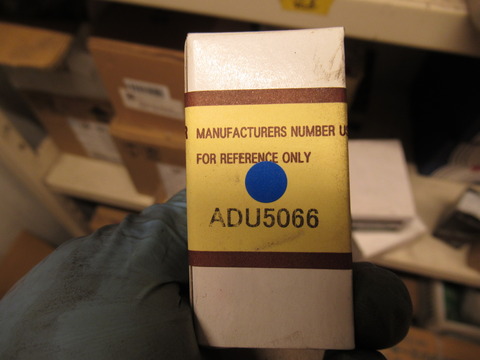 R MANUFACTURERS NUMBER U
FOR REFERENCE ONLY
ADU5066